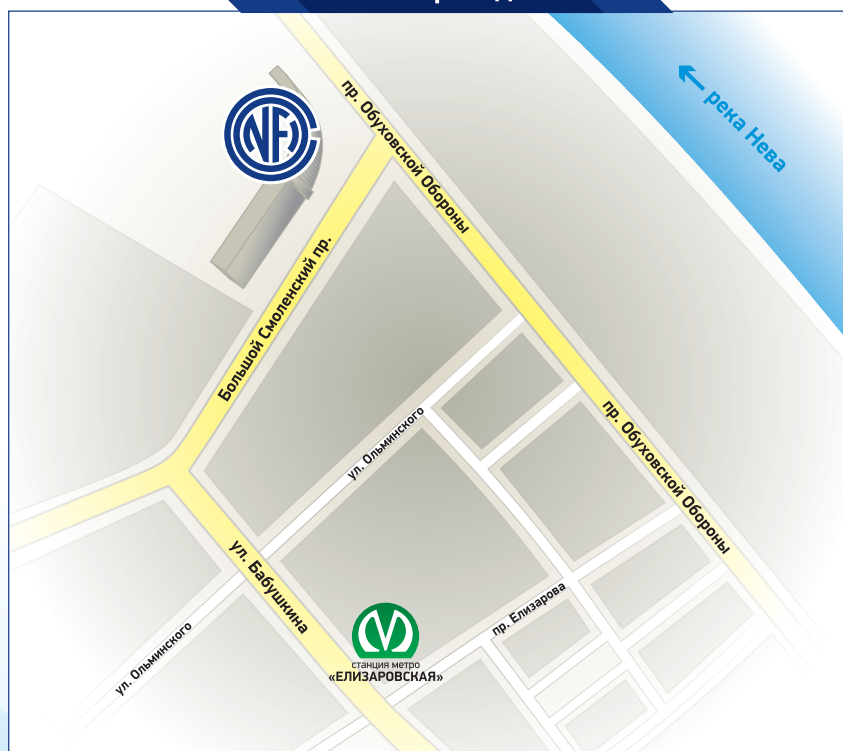 пр. Обуховской Обороны
← река Нева
NFI
Большой Смоленский пр.
ул. Ольминского
пр. Обуховской Обороны
ул. Бабушкина
пр. Елизарова
ул. Ольминского
станция метро
«ЕЛИЗАРОВСКАЯ»